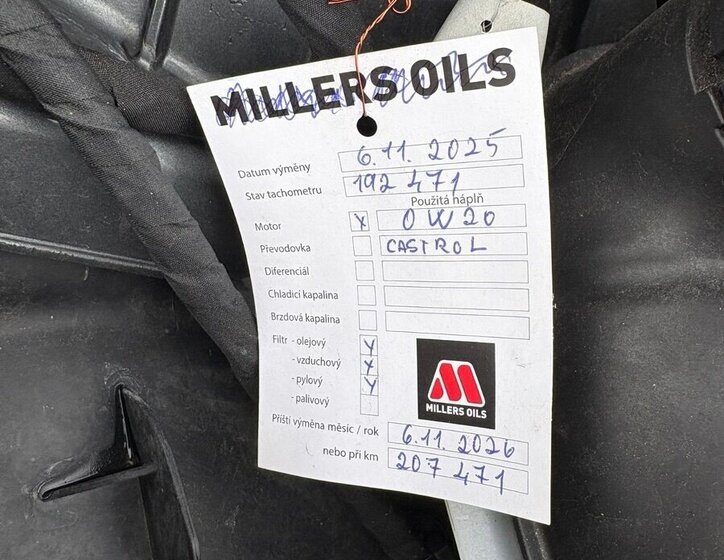 MILLERS OILS
Datum výměny 6.11. 2025
Stav tachometru 192 471
Použitá náplň
Motor X 0W20
Převodovka CASTROL
Diferenciál
Chladicí kapalina
Brzdová kapalina
Filtr - olejový X
- vzduchový X
- pylový X
- palivový
MILLERS OILS
Příští výměna měsíc / rok 6.11. 2026
nebo při km 207 471